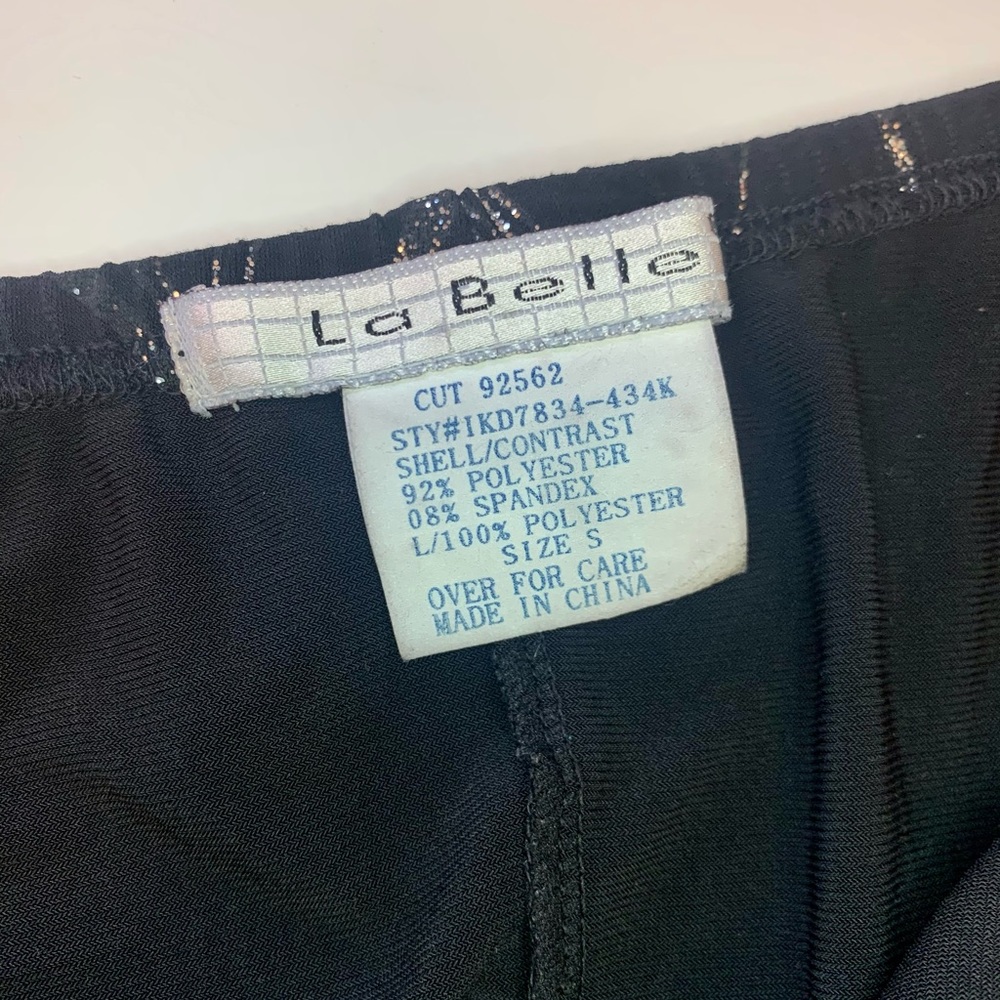 La Belle
CUT 92562
STY#IKD7834-434K
SHELL/CONTRAST
92% POLYESTER
08% SPANDEX
L/100% POLYESTER
SIZE S
OVER FOR CARE
MADE IN CHINA